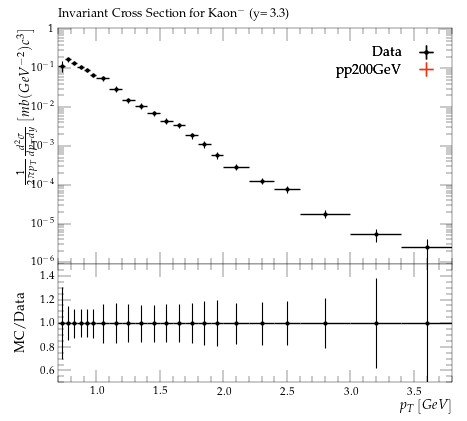 Invariant Cross Section for Kaon⁻ (y= 3.3)
1/(2πp_T) d²σ/(dp_T dy) [mb(GeV⁻²)c³]
Data
pp200GeV
1
10⁻¹
10⁻²
10⁻³
10⁻⁴
10⁻⁵
10⁻⁶
MC/Data
1.4
1.2
1.0
0.8
0.6
1.0 1.5 2.0 2.5 3.0 3.5
p_T [GeV]